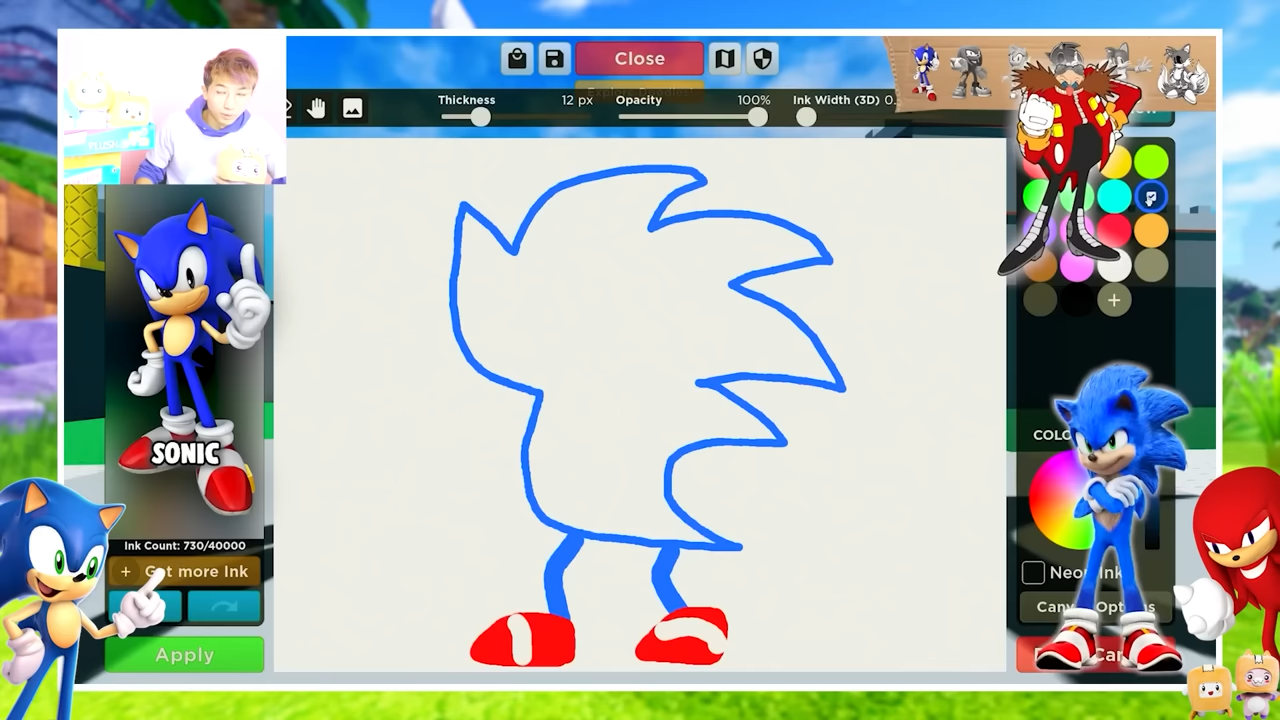 Close
Thickness 12 px Opacity 100% Ink Width (3D) 0.
SONIC
Ink Count: 730/40000
+ Get more Ink
Apply
COLO
Neon Ink